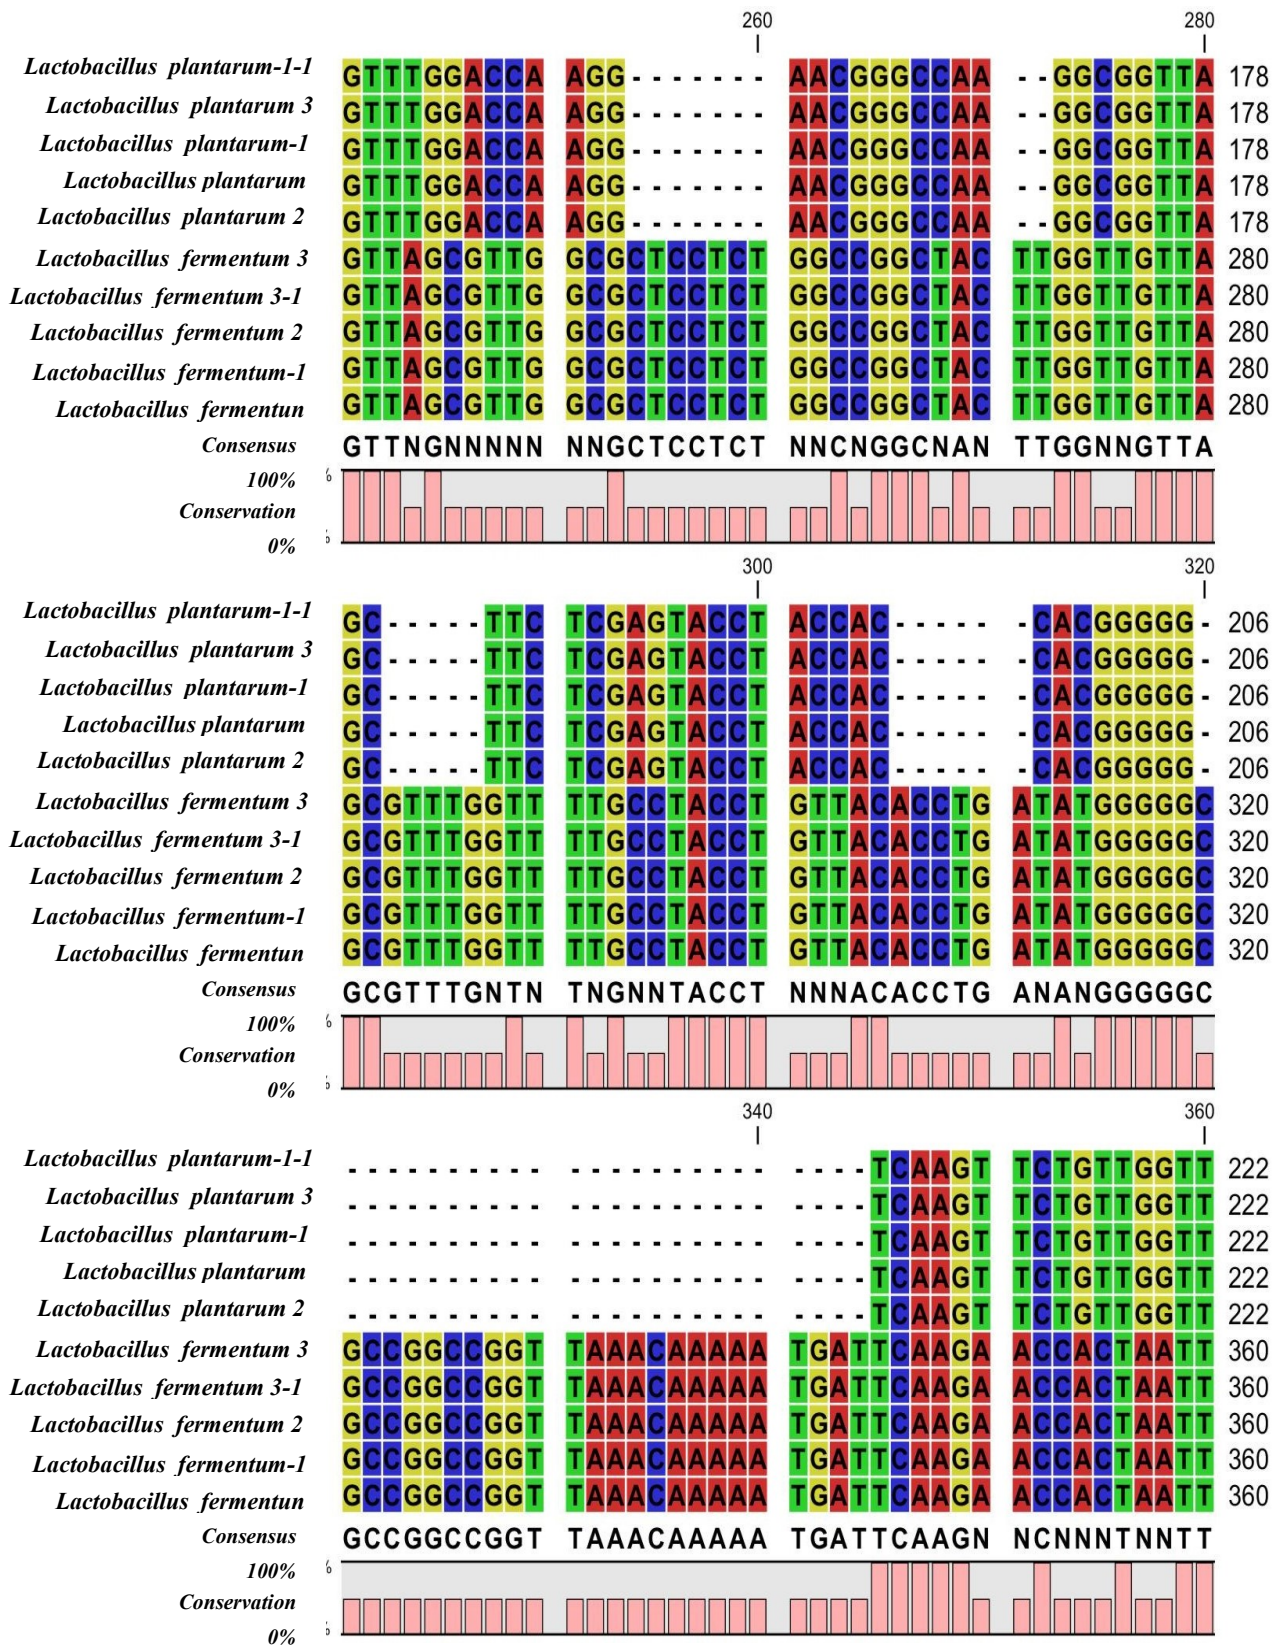 260 280
Lactobacillus plantarum-1-1 GTTTGGACCA AGG------- AACGGGCCAA --GGCGGTTA 178
Lactobacillus plantarum 3 GTTTGGACCA AGG------- AACGGGCCAA --GGCGGTTA 178
Lactobacillus plantarum-1 GTTTGGACCA AGG------- AACGGGCCAA --GGCGGTTA 178
Lactobacillus plantarum GTTTGGACCA AGG------- AACGGGCCAA --GGCGGTTA 178
Lactobacillus plantarum 2 GTTTGGACCA AGG------- AACGGGCCAA --GGCGGTTA 178
Lactobacillus fermentum 3 GTTAGCGTTG GCGCTCCTCT GGCCGGCTAC TTGGTTGTTA 280
Lactobacillus fermentum 3-1 GTTAGCGTTG GCGCTCCTCT GGCCGGCTAC TTGGTTGTTA 280
Lactobacillus fermentum 2 GTTAGCGTTG GCGCTCCTCT GGCCGGCTAC TTGGTTGTTA 280
Lactobacillus fermentum-1 GTTAGCGTTG GCGCTCCTCT GGCCGGCTAC TTGGTTGTTA 280
Lactobacillus fermentun GTTAGCGTTG GCGCTCCTCT GGCCGGCTAC TTGGTTGTTA 280
Consensus GTTNGNNNNN NNGCTCCTCT NNCNGGCNAN TTGGNNGTTA
100%
Conservation
0%
300 320
Lactobacillus plantarum-1-1 GC-----TTC TCGAGTACCT ACCAC----- -CACGGGGG- 206
Lactobacillus plantarum 3 GC-----TTC TCGAGTACCT ACCAC----- -CACGGGGG- 206
Lactobacillus plantarum-1 GC-----TTC TCGAGTACCT ACCAC----- -CACGGGGG- 206
Lactobacillus plantarum GC-----TTC TCGAGTACCT ACCAC----- -CACGGGGG- 206
Lactobacillus plantarum 2 GC-----TTC TCGAGTACCT ACCAC----- -CACGGGGG- 206
Lactobacillus fermentum 3 GCGTTTGGTT TTGCCTACCT GTTACACCTG ATATGGGGGC 320
Lactobacillus fermentum 3-1 GCGTTTGGTT TTGCCTACCT GTTACACCTG ATATGGGGGC 320
Lactobacillus fermentum 2 GCGTTTGGTT TTGCCTACCT GTTACACCTG ATATGGGGGC 320
Lactobacillus fermentum-1 GCGTTTGGTT TTGCCTACCT GTTACACCTG ATATGGGGGC 320
Lactobacillus fermentun GCGTTTGGTT TTGCCTACCT GTTACACCTG ATATGGGGGC 320
Consensus GCGTTTGNTN TNGNNTACCT NNNACACCTG ANANGGGGGC
100%
Conservation
0%
340 360
Lactobacillus plantarum-1-1 ---------- ---------- ----TCAAGT TCTGTTGGTT 222
Lactobacillus plantarum 3 ---------- ---------- ----TCAAGT TCTGTTGGTT 222
Lactobacillus plantarum-1 ---------- ---------- ----TCAAGT TCTGTTGGTT 222
Lactobacillus plantarum ---------- ---------- ----TCAAGT TCTGTTGGTT 222
Lactobacillus plantarum 2 ---------- ---------- ----TCAAGT TCTGTTGGTT 222
Lactobacillus fermentum 3 GCCGGCCGGT TAAACAAAAA TGATTCAAGA ACCACTAATT 360
Lactobacillus fermentum 3-1 GCCGGCCGGT TAAACAAAAA TGATTCAAGA ACCACTAATT 360
Lactobacillus fermentum 2 GCCGGCCGGT TAAACAAAAA TGATTCAAGA ACCACTAATT 360
Lactobacillus fermentum-1 GCCGGCCGGT TAAACAAAAA TGATTCAAGA ACCACTAATT 360
Lactobacillus fermentun GCCGGCCGGT TAAACAAAAA TGATTCAAGA ACCACTAATT 360
Consensus GCCGGCCGGT TAAACAAAAA TGATTCAAGN NCNNNTNNTT
100%
Conservation
0%